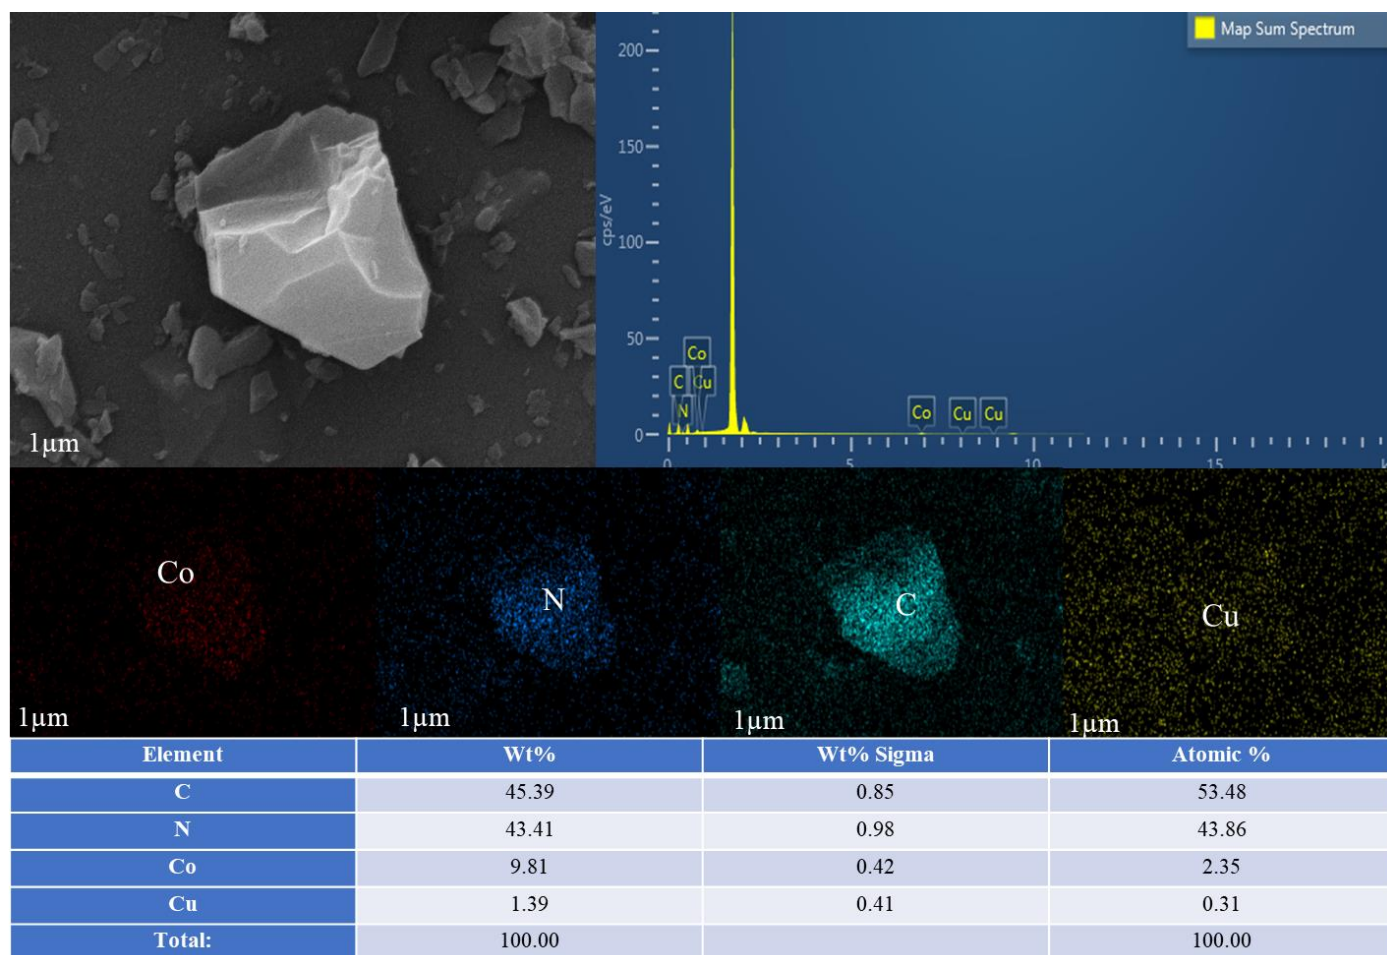 Map Sum Spectrum
200
150
cps/eV
100
50
0
Co
C
Cu
N
Co
Cu
Cu
0
5
10
15
1µm
Co
N
C
Cu
1µm
1µm
1µm
1µm
Element Wt% Wt% Sigma Atomic %
C 45.39 0.85 53.48
N 43.41 0.98 43.86
Co 9.81 0.42 2.35
Cu 1.39 0.41 0.31
Total: 100.00 100.00